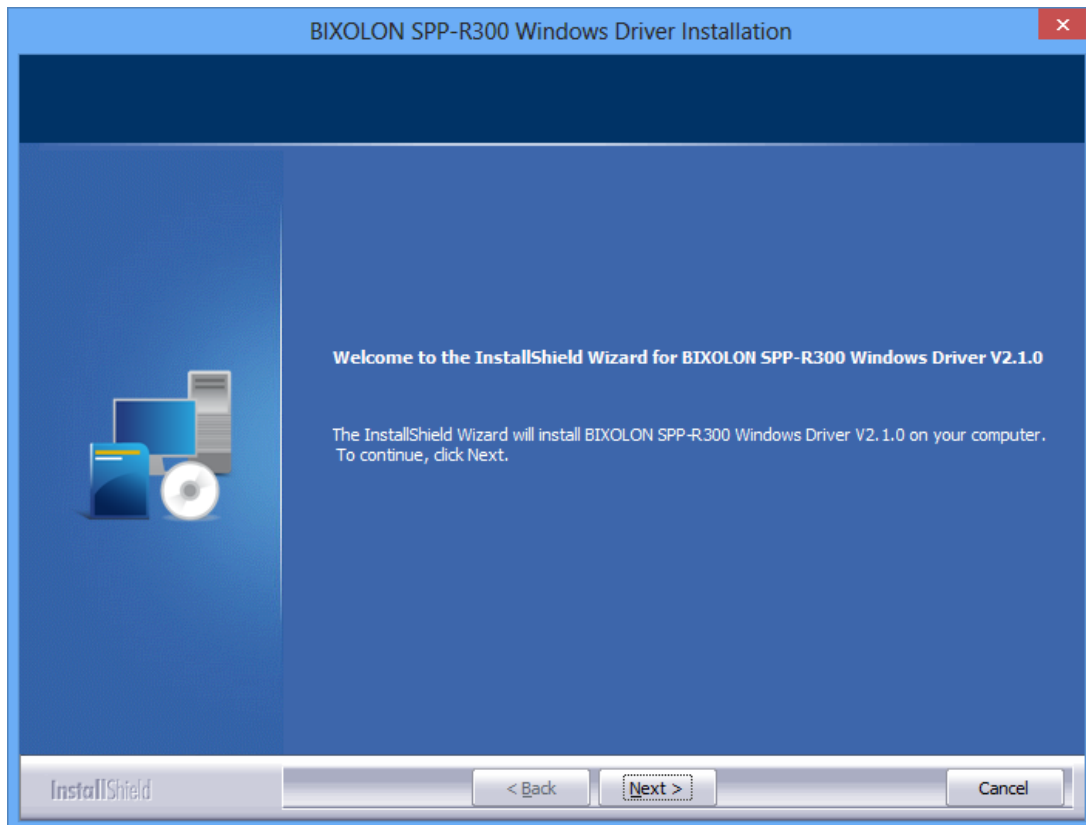 BIXOLON SPP-R300 Windows Driver Installation
Welcome to the InstallShield Wizard for BIXOLON SPP-R300 Windows Driver V2.1.0
The InstallShield Wizard will install BIXOLON SPP-R300 Windows Driver V2.1.0 on your computer.
To continue, click Next.
InstallShield
< Back
Next >
Cancel